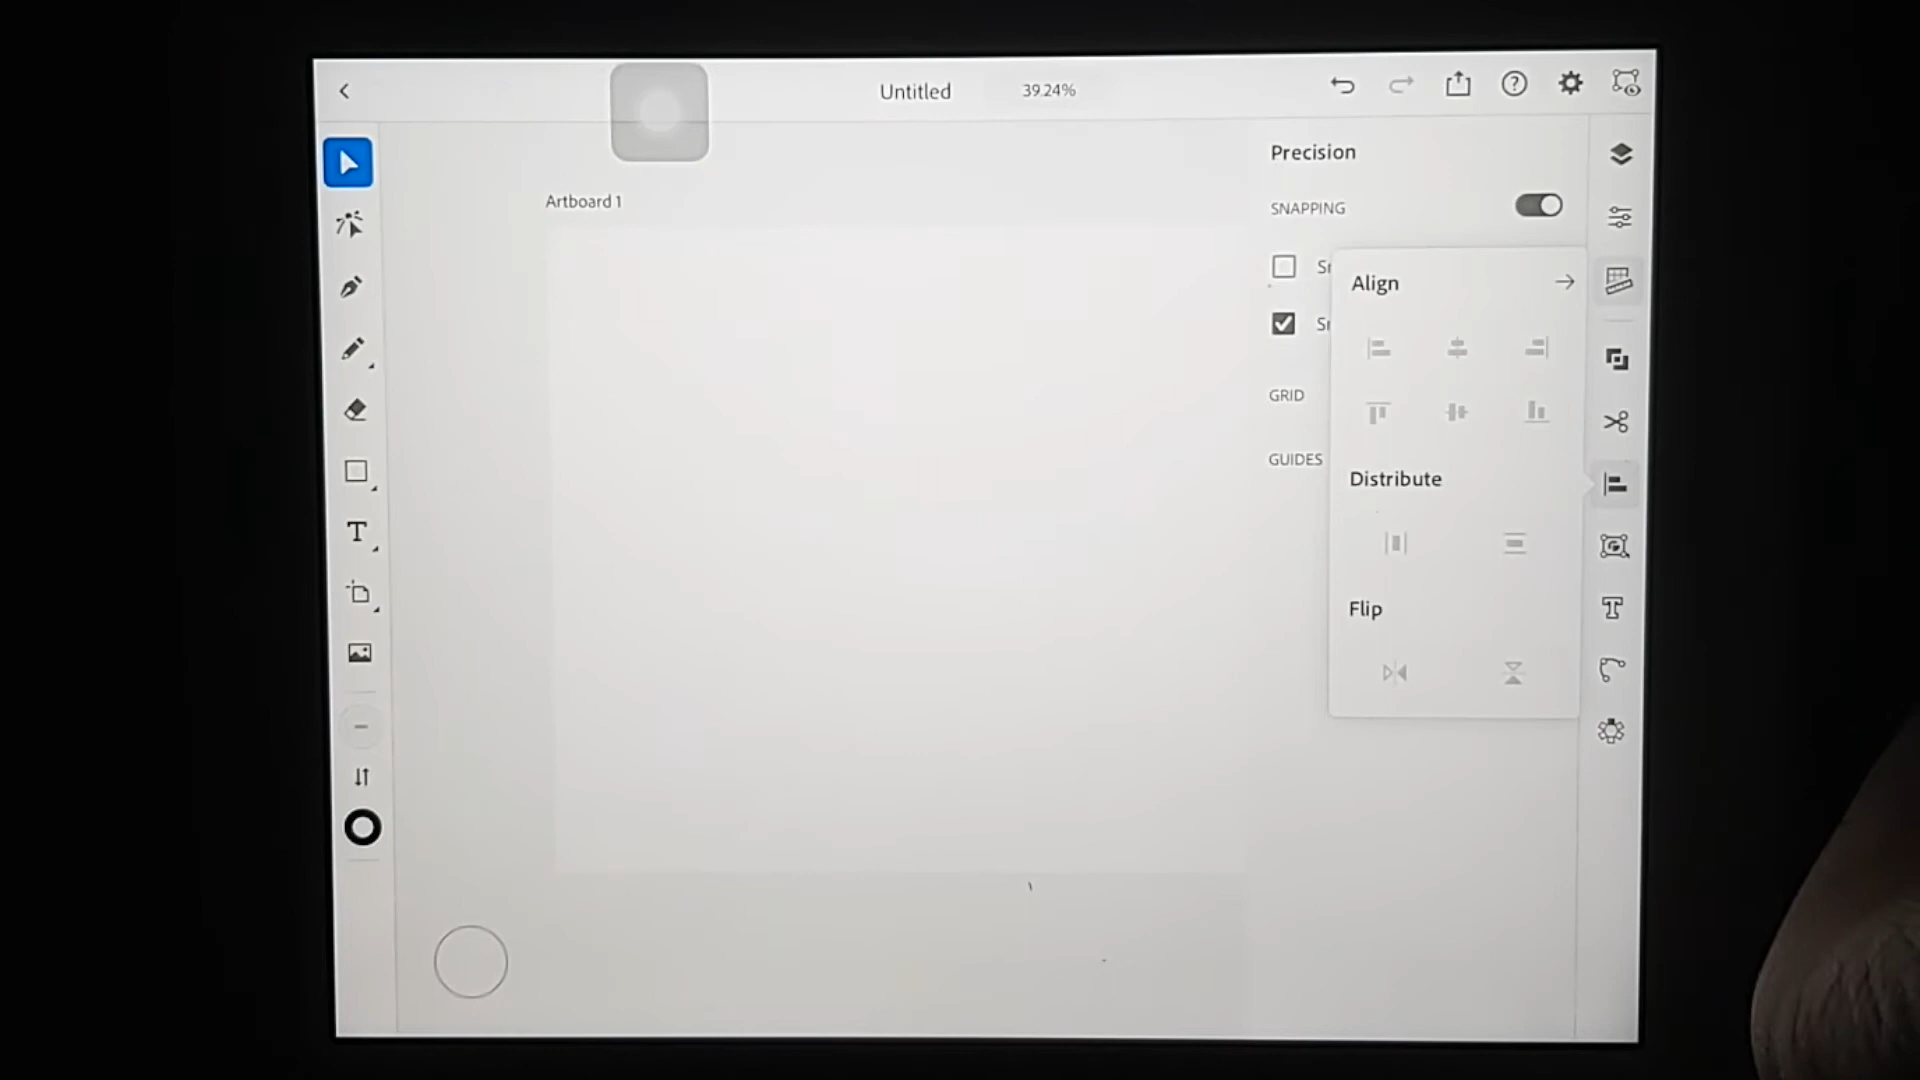 Untitled
39.24%
Precision
Artboard 1
SNAPPING
Align
GRID
GUIDES
Distribute
Flip